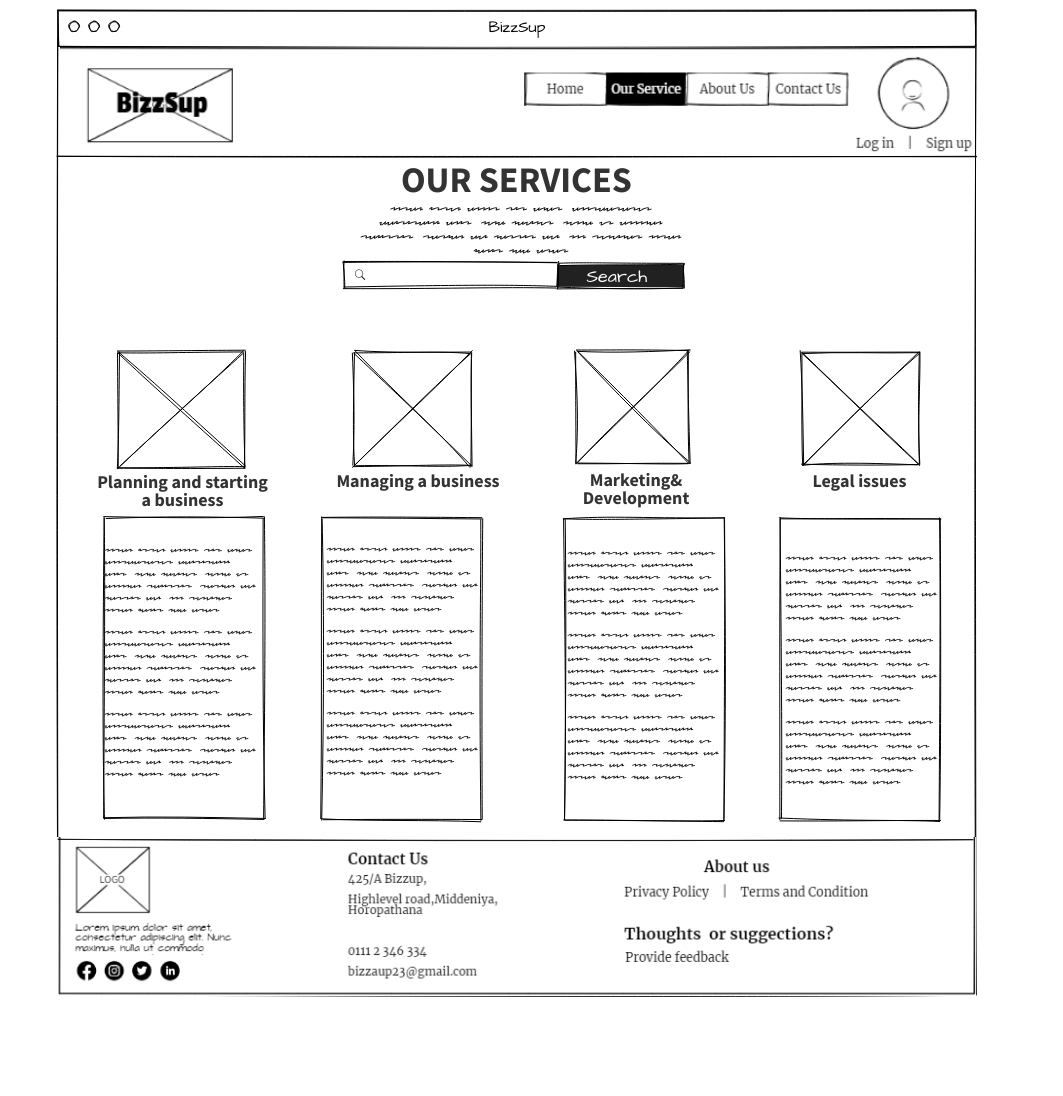 BizzSup
BizzSup
Home
Our Service
About Us
Contact Us
Log in | Sign up
OUR SERVICES
Search
Planning and starting
a business
Managing a business
Marketing&
Development
Legal issues
LOGO
Lorem ipsum dolor sit amet,
consectetur adipiscing elit. Nunc
maximus, nulla ut commodo
Contact Us
425/A Bizzup,
Highlevel road,Middeniya,
Horopathana
0111 2 346 334
bizzaup23@gmail.com
About us
Privacy Policy | Terms and Condition
Thoughts or suggestions?
Provide feedback